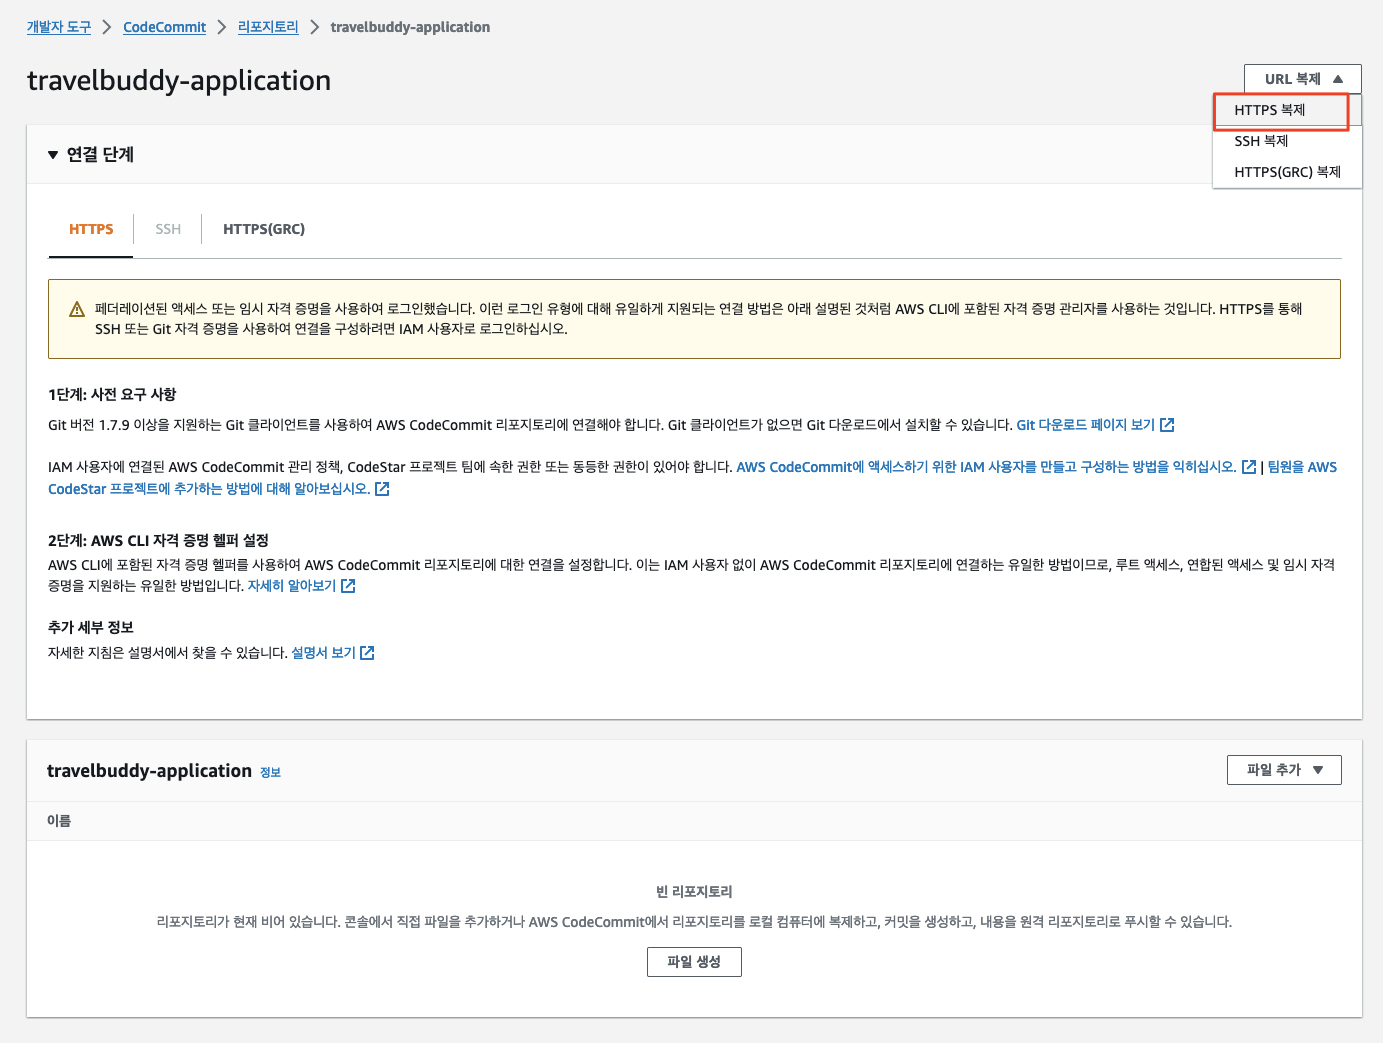 개발자 도구 > CodeCommit > 리포지토리 > travelbuddy-application
travelbuddy-application
URL 복제 ▲
HTTPS 복제
SSH 복제
HTTPS(GRC) 복제
▼ 연결 단계
HTTPS SSH HTTPS(GRC)
페더레이션된 액세스 또는 임시 자격 증명을 사용하여 로그인했습니다. 이런 로그인 유형에 대해 유일하게 지원되는 연결 방법은 아래 설명된 것처럼 AWS CLI에 포함된 자격 증명 관리자를 사용하는 것입니다. HTTPS를 통해
SSH 또는 Git 자격 증명을 사용하여 연결을 구성하려면 IAM 사용자로 로그인하십시오.
1단계: 사전 요구 사항
Git 버전 1.7.9 이상을 지원하는 Git 클라이언트를 사용하여 AWS CodeCommit 리포지토리에 연결해야 합니다. Git 클라이언트가 없으면 Git 다운로드에서 설치할 수 있습니다. Git 다운로드 페이지 보기
IAM 사용자에 연결된 AWS CodeCommit 관리 정책, CodeStar 프로젝트 팀에 속한 권한 또는 동등한 권한이 있어야 합니다. AWS CodeCommit에 액세스하기 위한 IAM 사용자를 만들고 구성하는 방법을 익히십시오. | 팀원을 AWS
CodeStar 프로젝트에 추가하는 방법에 대해 알아보십시오.
2단계: AWS CLI 자격 증명 헬퍼 설정
AWS CLI에 포함된 자격 증명 헬퍼를 사용하여 AWS CodeCommit 리포지토리에 대한 연결을 설정합니다. 이는 IAM 사용자 없이 AWS CodeCommit 리포지토리에 연결하는 유일한 방법이므로, 루트 액세스, 연합된 액세스 및 임시 자격
증명을 지원하는 유일한 방법입니다. 자세히 알아보기
추가 세부 정보
자세한 지침은 설명서에서 찾을 수 있습니다. 설명서 보기
travelbuddy-application 정보
파일 추가 ▼
이름
빈 리포지토리
리포지토리가 현재 비어 있습니다. 콘솔에서 직접 파일을 추가하거나 AWS CodeCommit에서 리포지토리를 로컬 컴퓨터에 복제하고, 커밋을 생성하고, 내용을 원격 리포지토리로 푸시할 수 있습니다.
파일 생성